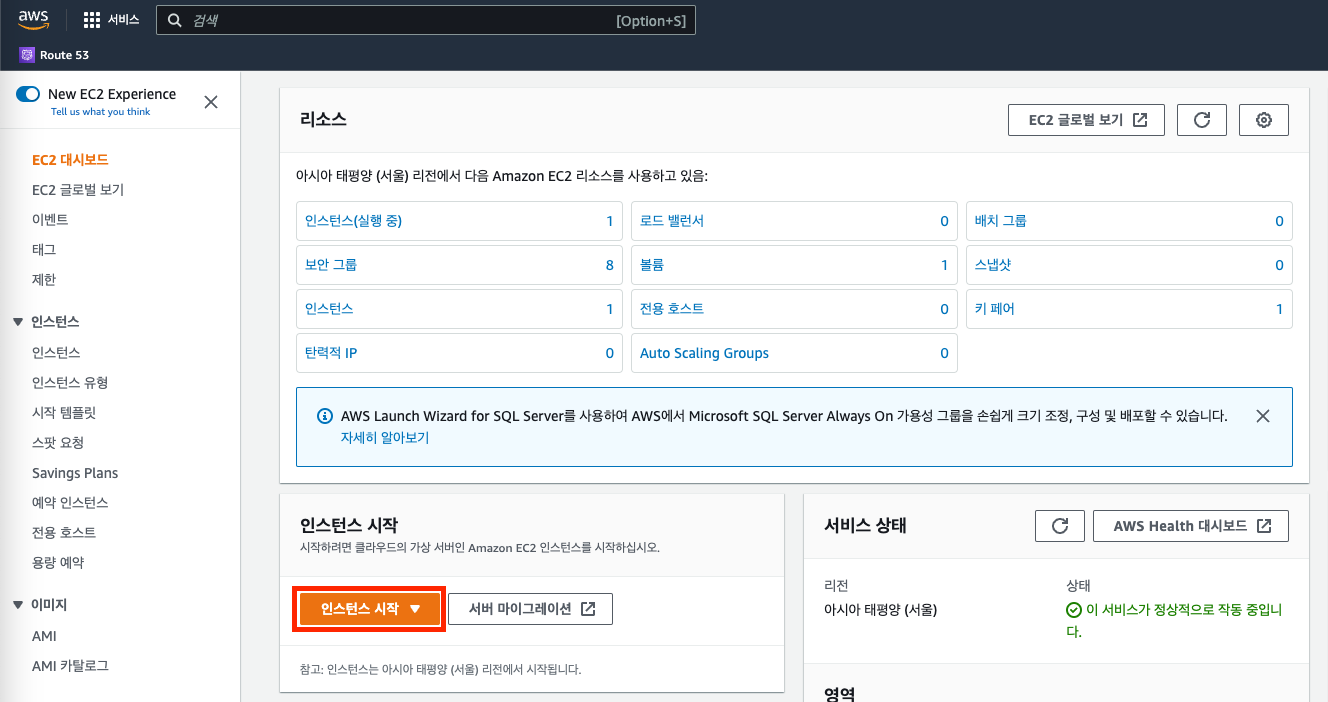 aws
서비스
검색
[Option+S]
Route 53
New EC2 Experience
Tell us what you think
EC2 대시보드
EC2 글로벌 보기
이벤트
태그
제한
인스턴스
인스턴스
인스턴스 유형
시작 템플릿
스팟 요청
Savings Plans
예약 인스턴스
전용 호스트
용량 예약
이미지
AMI
AMI 카탈로그
리소스
EC2 글로벌 보기
아시아 태평양 (서울) 리전에서 다음 Amazon EC2 리소스를 사용하고 있음:
인스턴스(실행 중) 1
로드 밸런서 0
배치 그룹 0
보안 그룹 8
볼륨 1
스냅샷 0
인스턴스 1
전용 호스트 0
키 페어 1
탄력적 IP 0
Auto Scaling Groups 0
AWS Launch Wizard for SQL Server를 사용하여 AWS에서 Microsoft SQL Server Always On 가용성 그룹을 손쉽게 크기 조정, 구성 및 배포할 수 있습니다.
자세히 알아보기
인스턴스 시작
시작하려면 클라우드의 가상 서버인 Amazon EC2 인스턴스를 시작하십시오.
인스턴스 시작
서버 마이그레이션
참고: 인스턴스는 아시아 태평양 (서울) 리전에서 시작됩니다.
서비스 상태
AWS Health 대시보드
리전
아시아 태평양 (서울)
상태
이 서비스가 정상적으로 작동 중입니
다.
영역